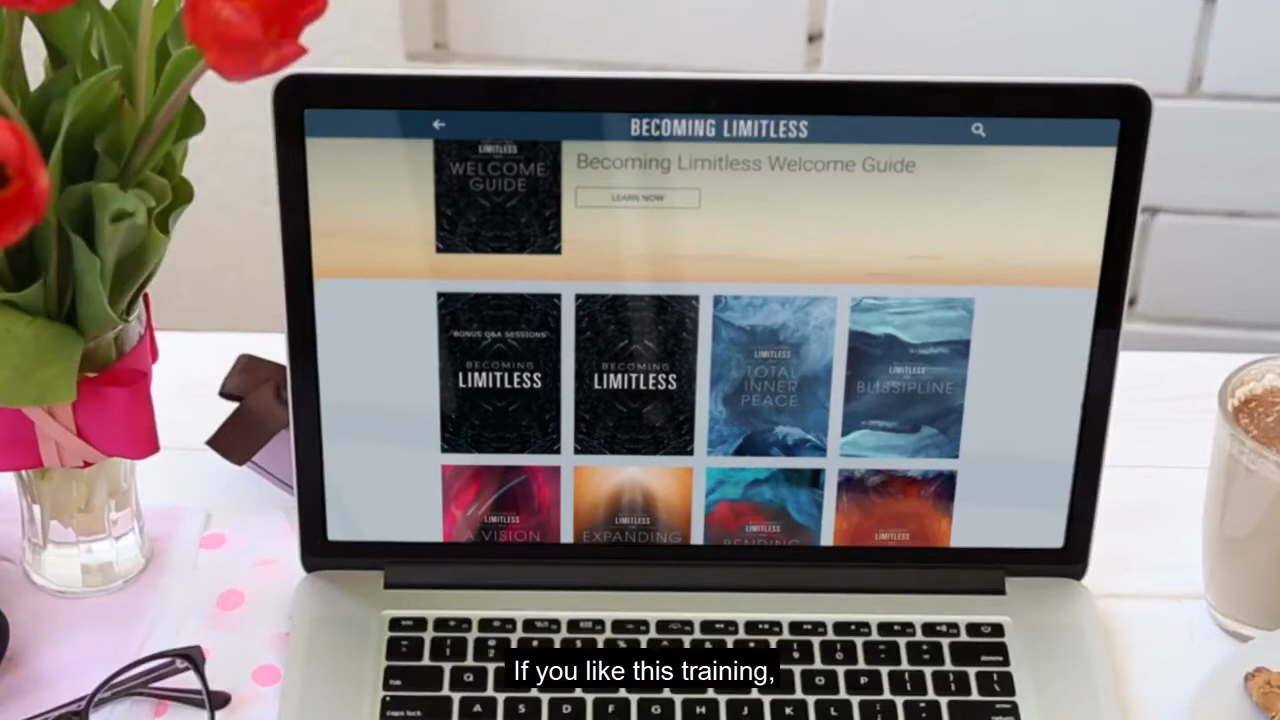 BECOMING LIMITLESS
LIMITLESS
WELCOME
GUIDE
Becoming Limitless Welcome Guide
LEARN NOW
BONUS Q&A SESSIONS
BECOMING
LIMITLESS
BECOMING
LIMITLESS
LIMITLESS
TOTAL
INNER
PEACE
LIMITLESS
BLISSIPLINE
LIMITLESS
A VISION
LIMITLESS
EXPANDING
LIMITLESS
BENDING
LIMITLESS
If you like this training,